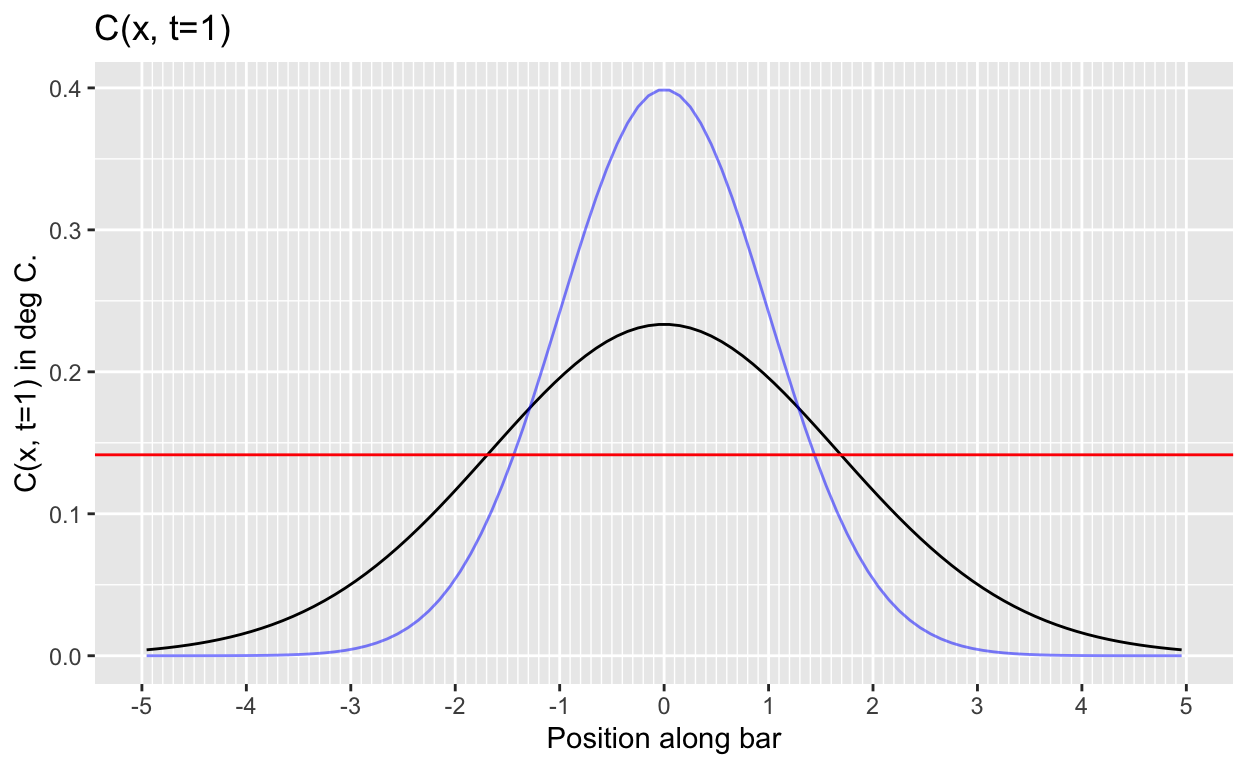 C(x, t=1)
C(x, t=1) in deg C.
0.4
0.3
0.2
0.1
0.0
-5 -4 -3 -2 -1 0 1 2 3 4 5
Position along bar